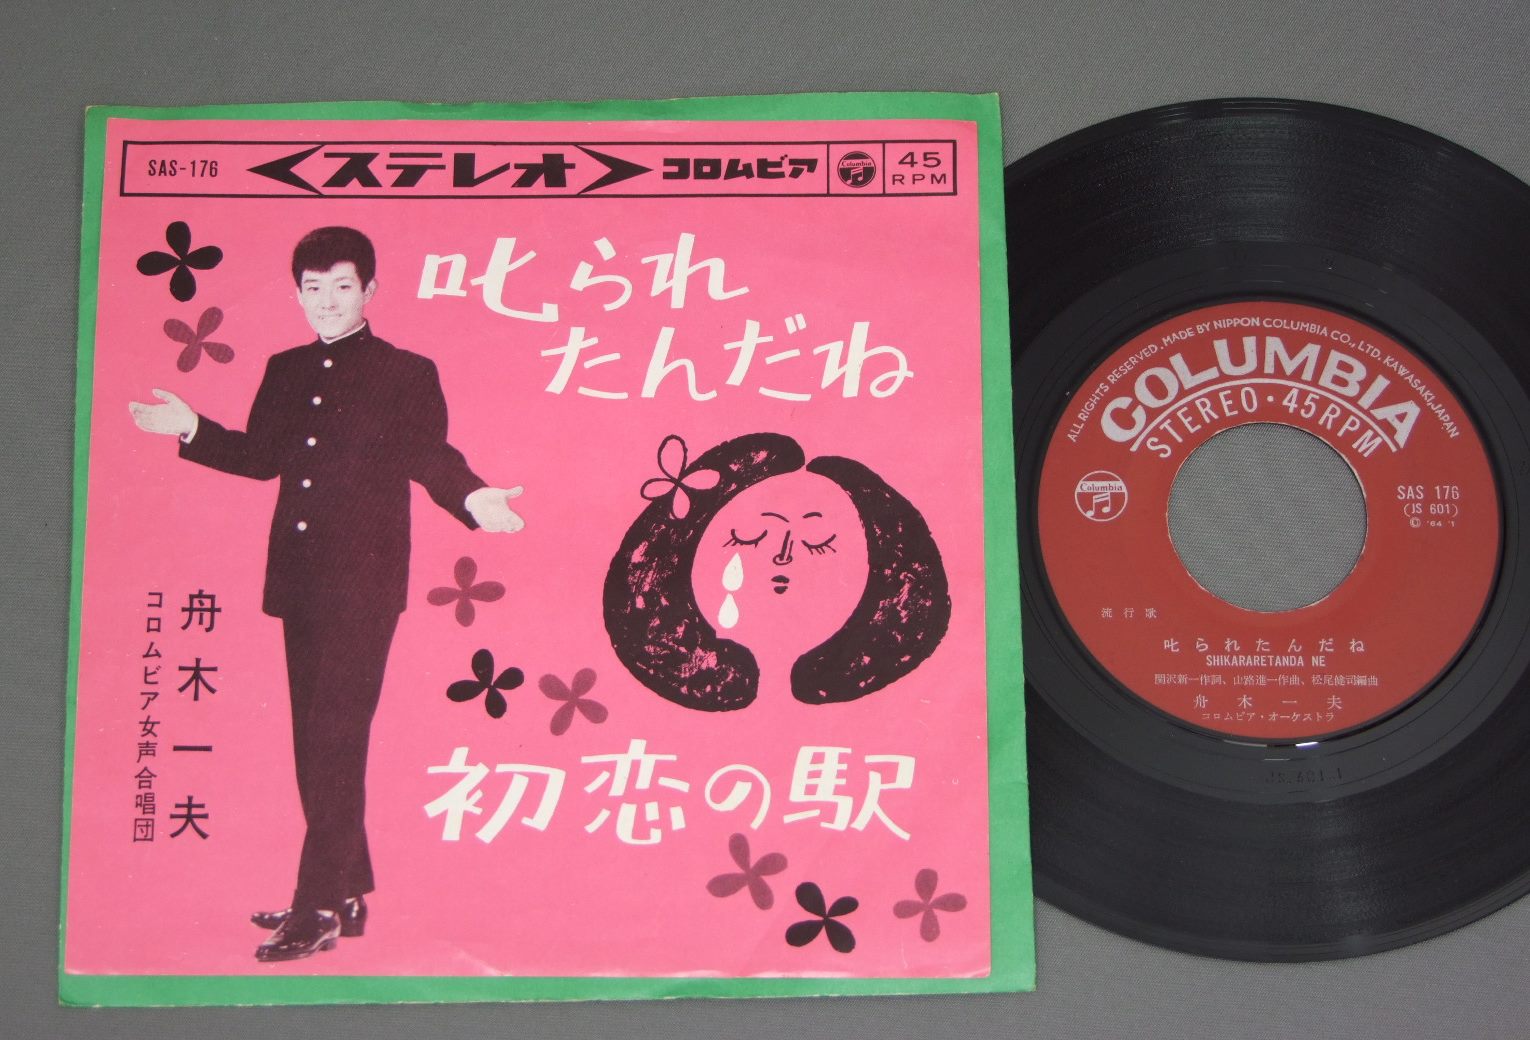 SAS-176
<ステレオ>
コロムビア
Columbia
45
RPM
叱られ
たんだね
初恋の駅
舟木一夫
コロムビア女声合唱団
ALL RIGHTS RESERVED. MADE BY NIPPON COLUMBIA CO., LTD. KAWASAKI, JAPAN
COLUMBIA
STEREO・45RPM
Columbia
SAS 176
(JS 601)
© '64 '1
流行歌
叱られたんだね
SHIKARARETANDA NE
関沢新一作詞、山路進一作曲、松尾健司編曲
舟木一夫
コロムビア・オーケストラ